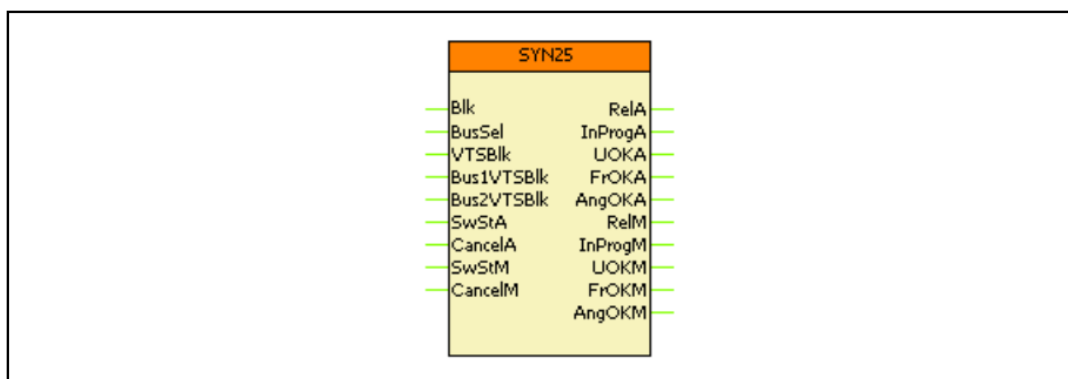 SYN25
Blk RelA
BusSel InProgA
VTSBlk UOKA
Bus1VTSBlk FrOKA
Bus2VTSBlk AngOKA
SwStA RelM
CancelA InProgM
SwStM UOKM
CancelM FrOKM
AngOKM